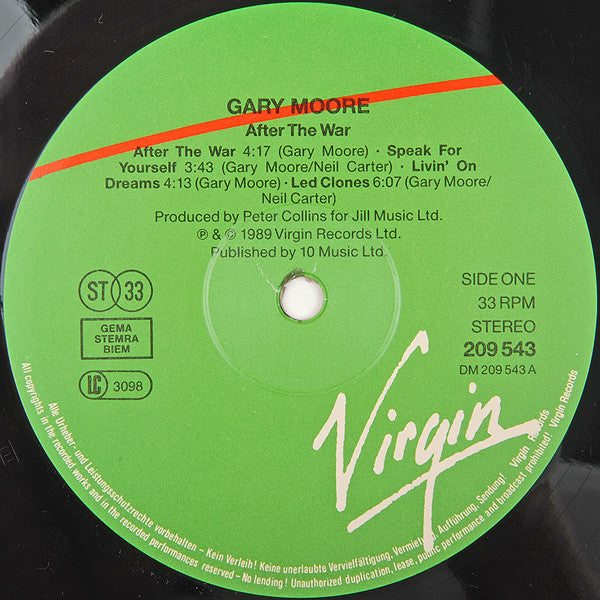 GARY MOORE
After The War
After The War 4:17 (Gary Moore) · Speak For
Yourself 3:43 (Gary Moore/Neil Carter) · Livin' On
Dreams 4:13 (Gary Moore) · Led Clones 6:07 (Gary Moore/
Neil Carter)
Produced by Peter Collins for Jill Music Ltd.
℗ & © 1989 Virgin Records Ltd.
Published by 10 Music Ltd.
ST 33
GEMA
STEMRA
BIEM
LC 3098
SIDE ONE
33 RPM
STEREO
209 543
DM 209 543 A
Virgin
Alle Urheber- und Leistungsschutzrechte vorbehalten – Kein Verleih! Keine unerlaubte Vervielfältigung, Vermietung, Aufführung, Sendung! Virgin Records
All copyrights in the recorded works and in the recorded performances reserved – No lending! Unauthorized duplication, lease, public performance and broadcast prohibited! Virgin Records